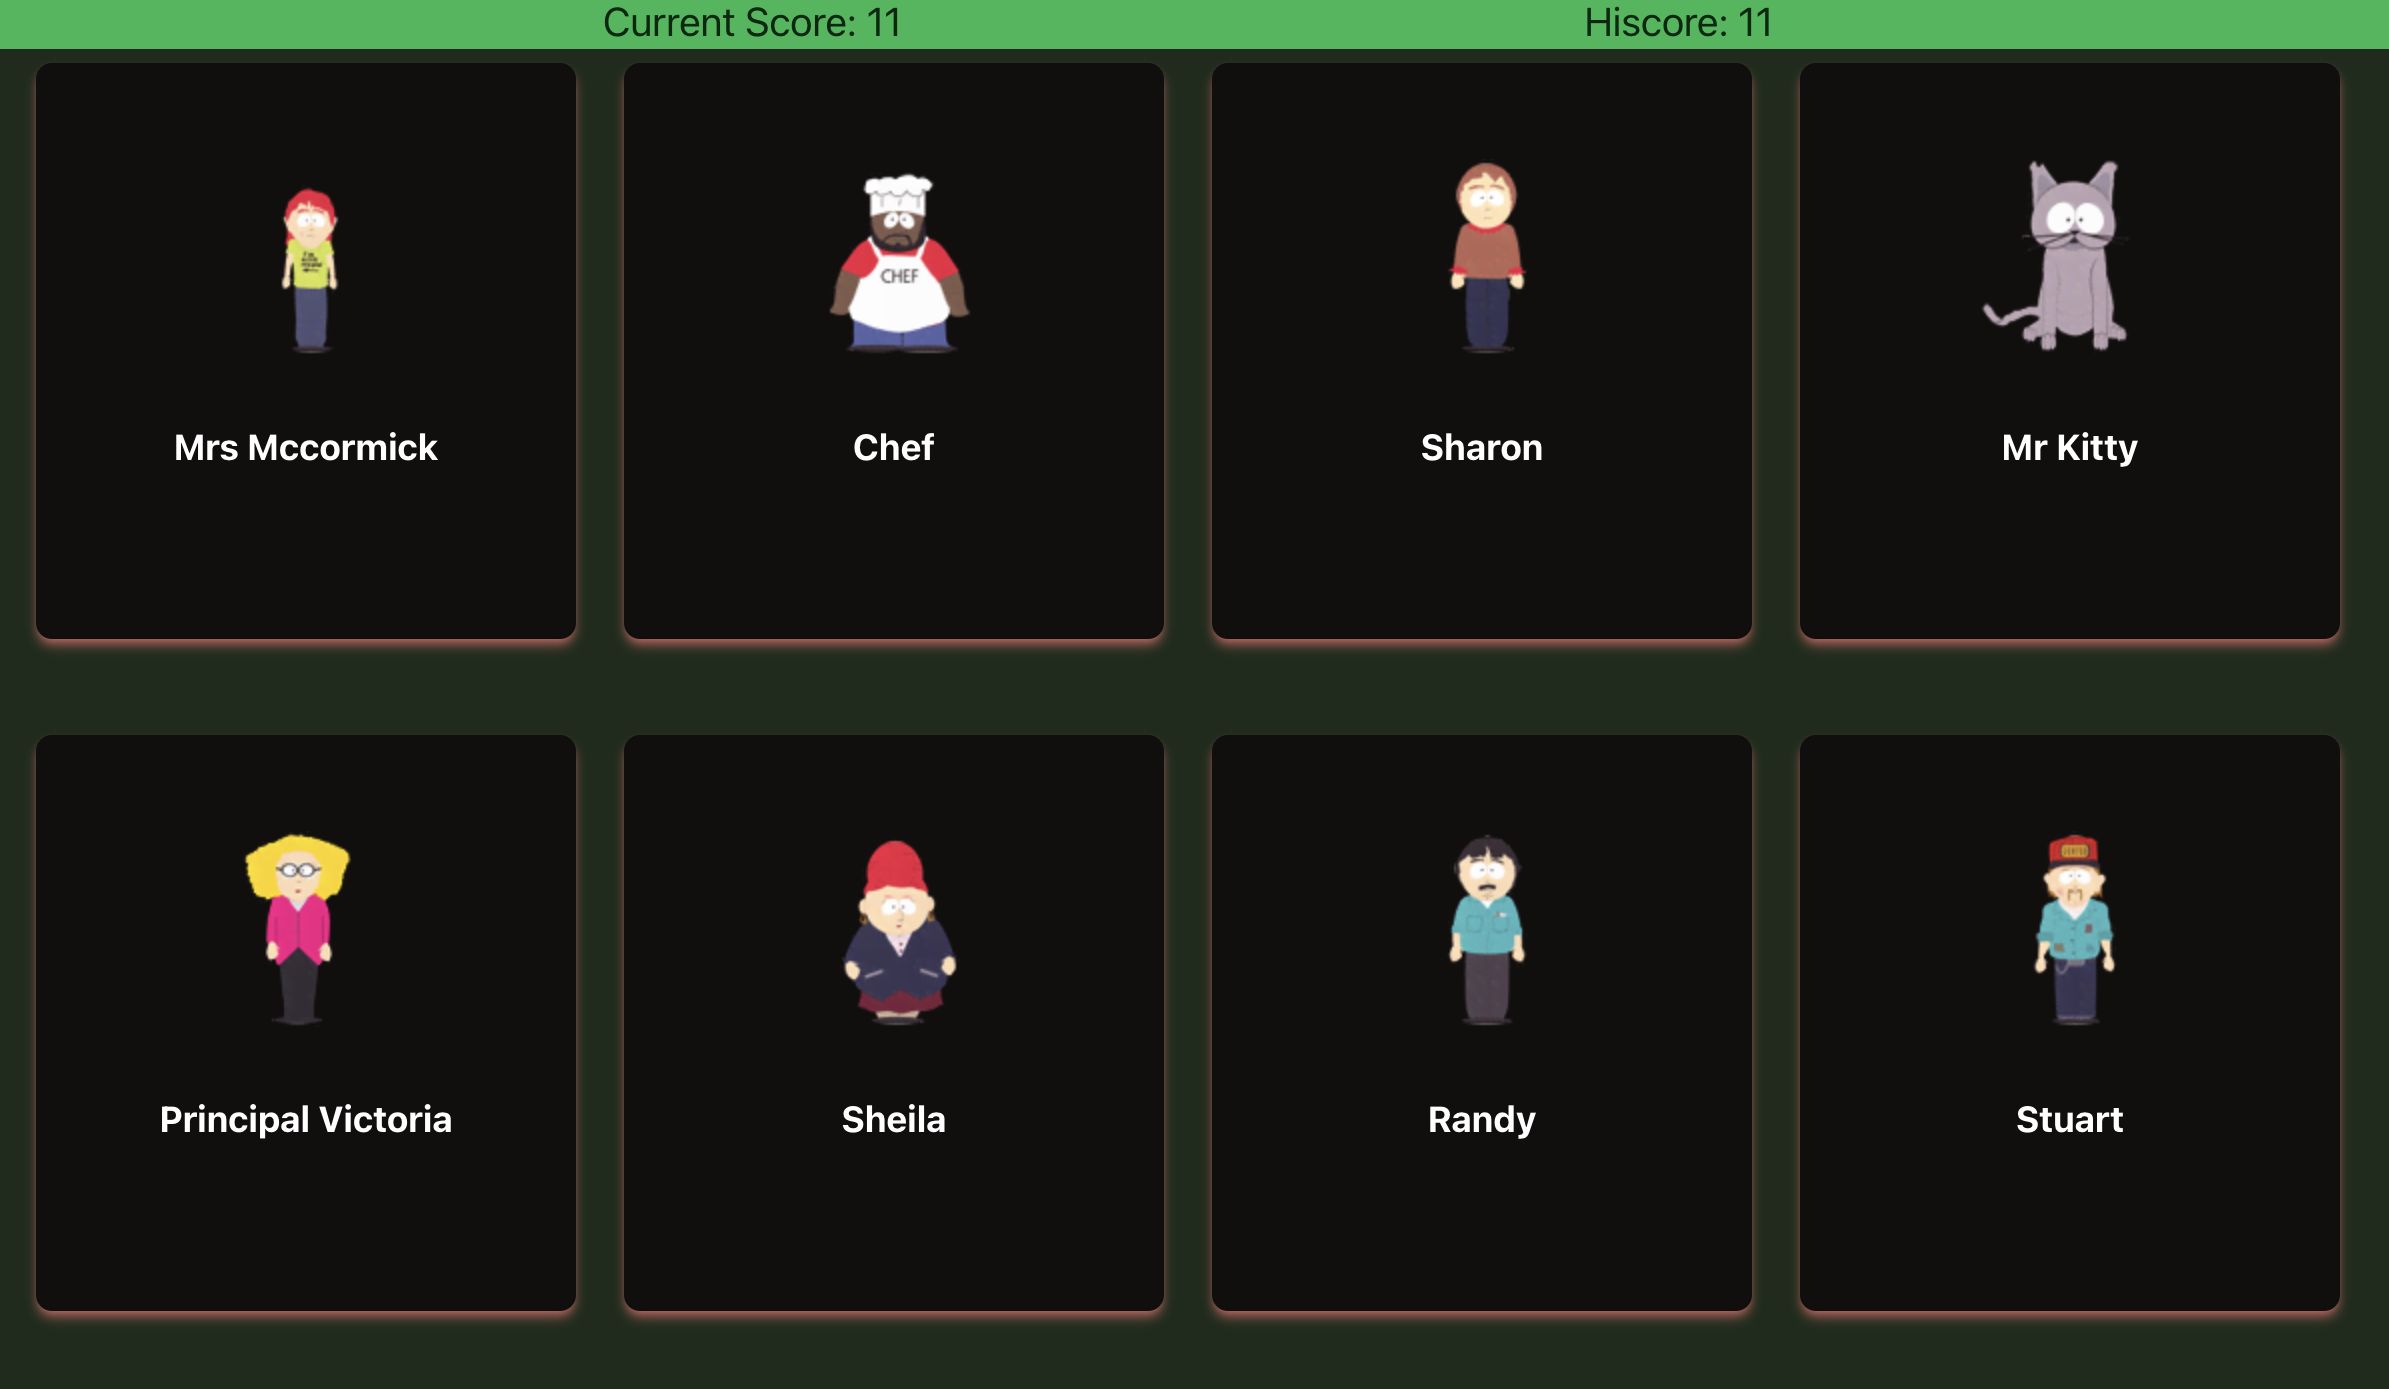 Current Score: 11
Hiscore: 11
Mrs Mccormick
CHEF
Chef
Sharon
Mr Kitty
Principal Victoria
Sheila
Randy
Stuart